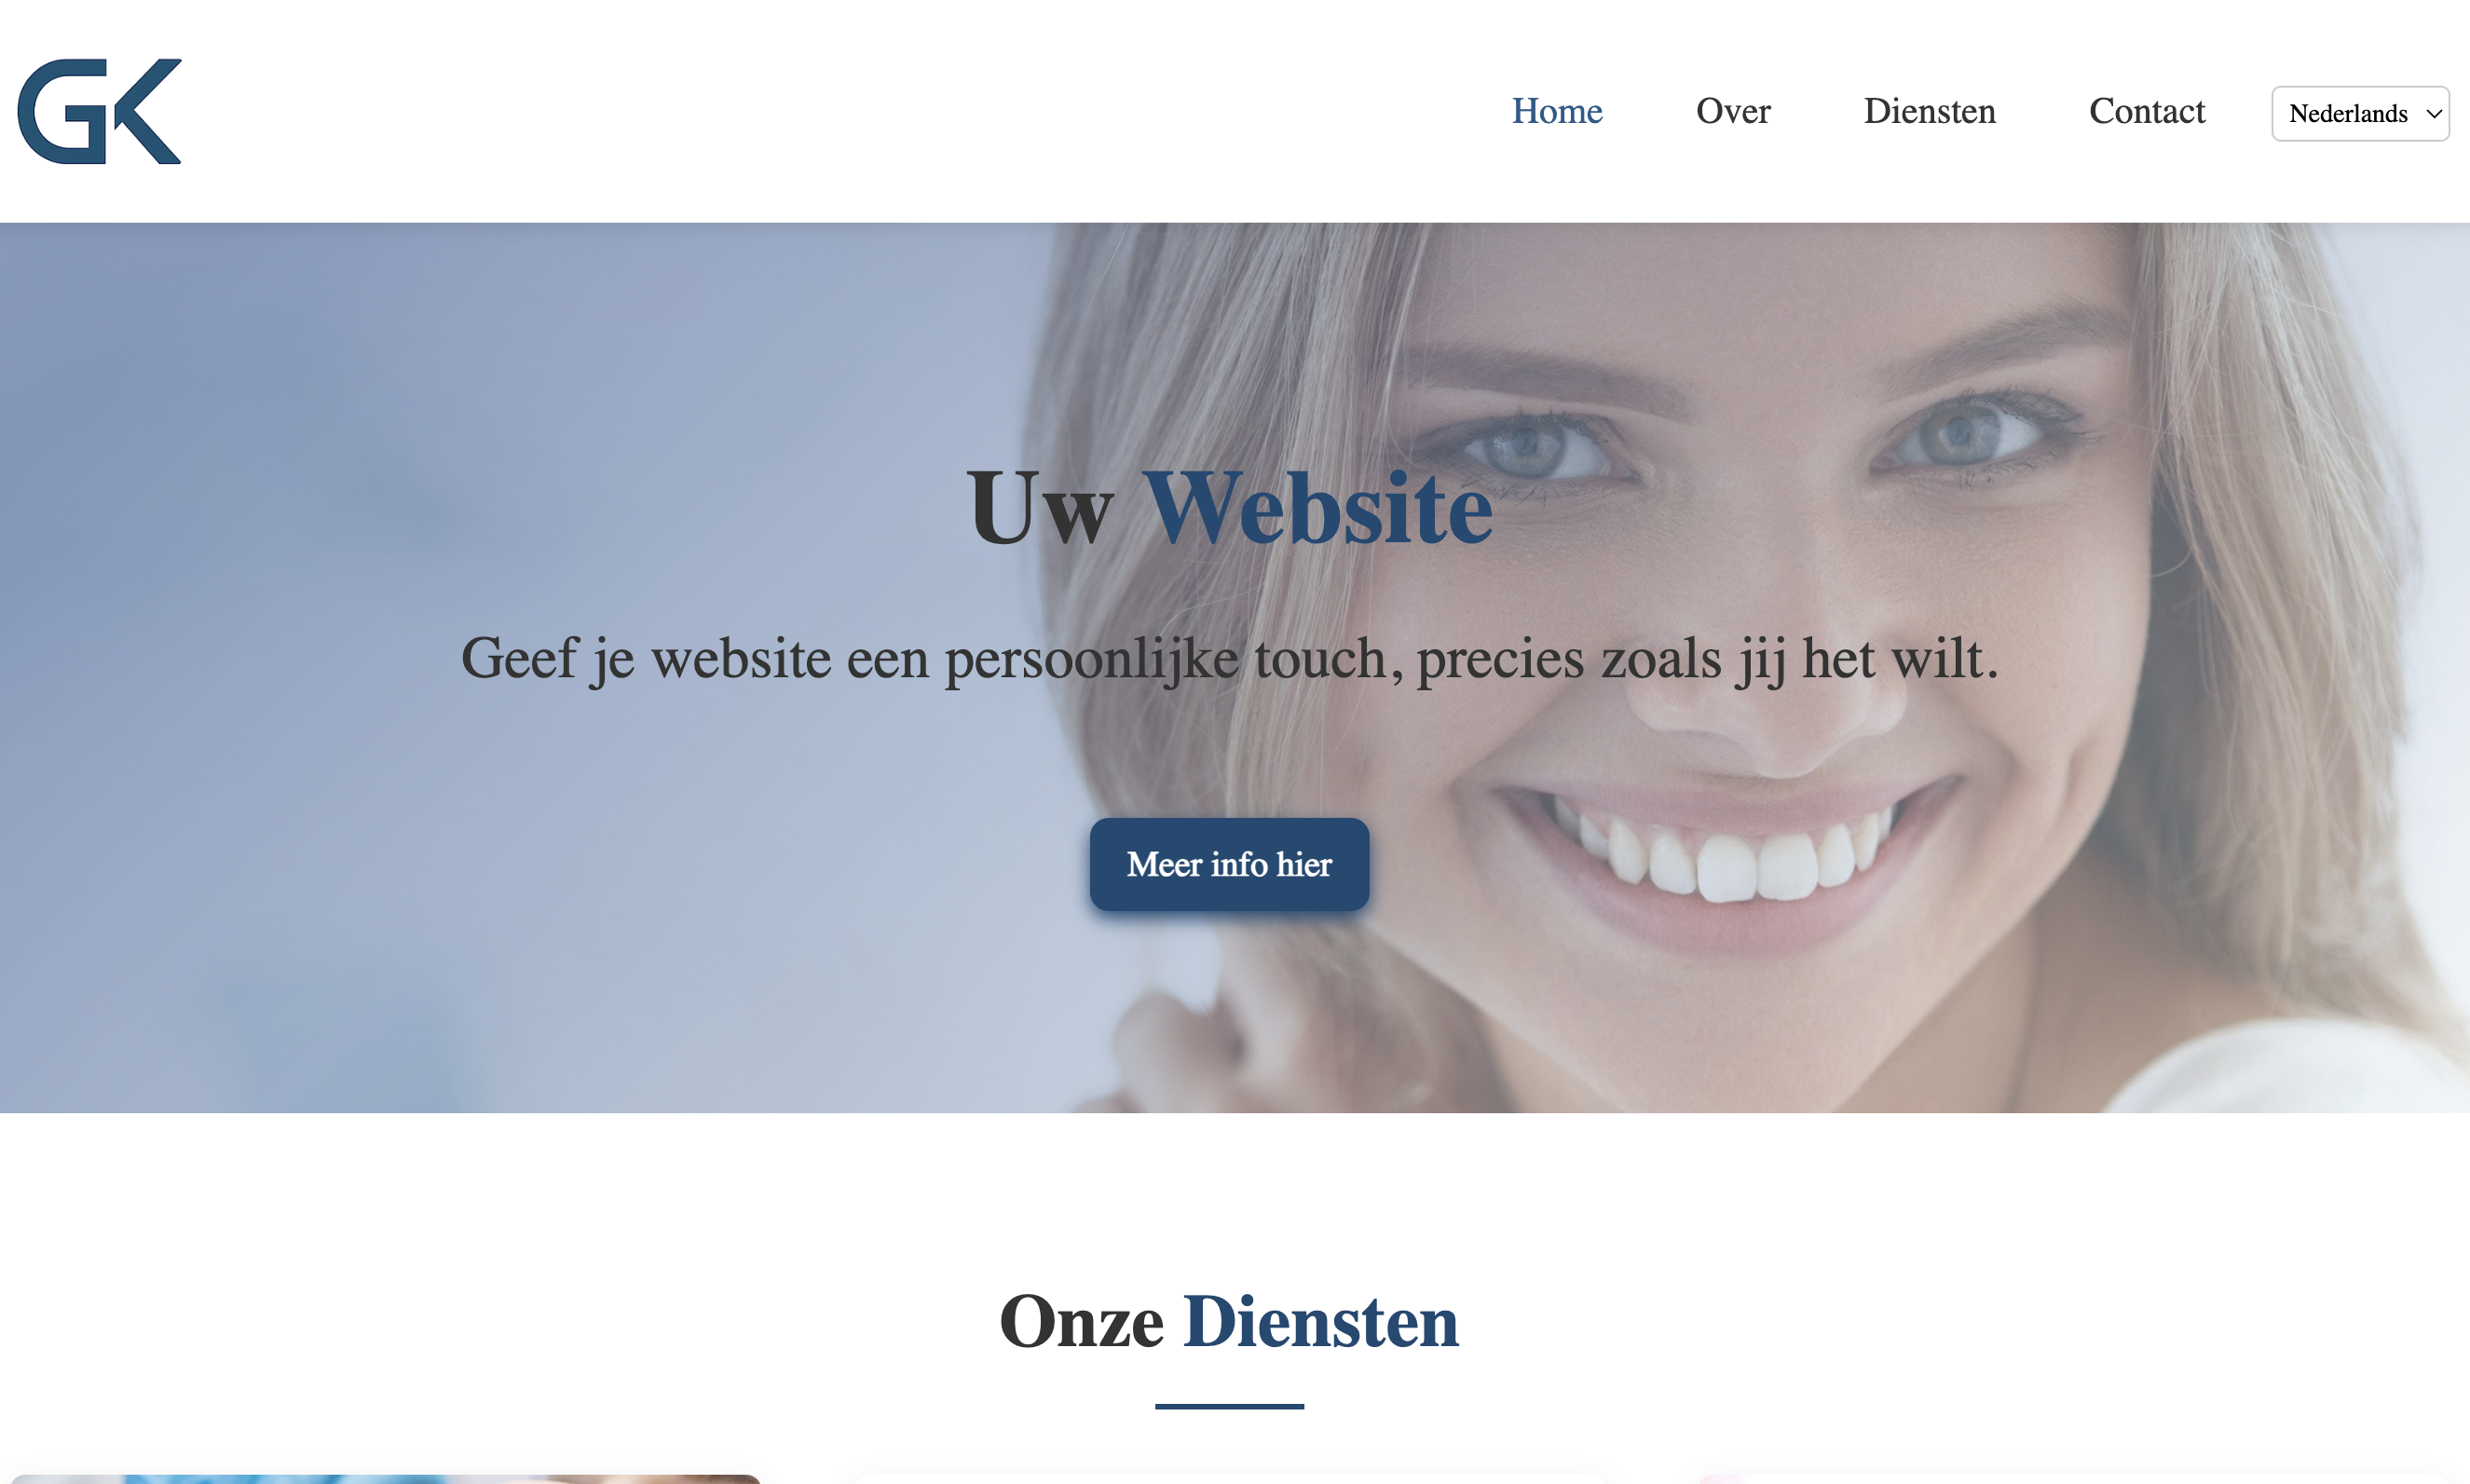 GK
Home Over Diensten Contact Nederlands
Uw Website
Geef je website een persoonlijke touch, precies zoals jij het wilt.
Meer info hier
Onze Diensten